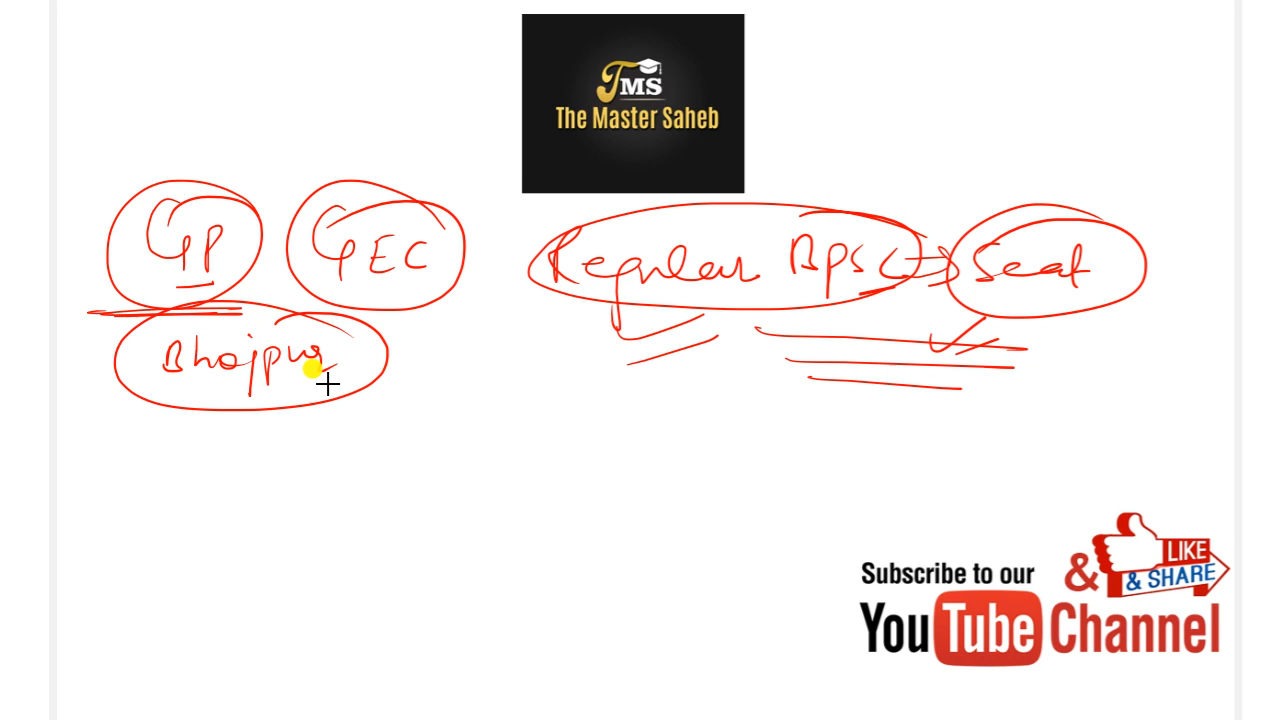 TMS
The Master Saheb
GP GEC Regular BPSC Seat
Bhojpur
LIKE
& & SHARE
Subscribe to our
YouTube Channel